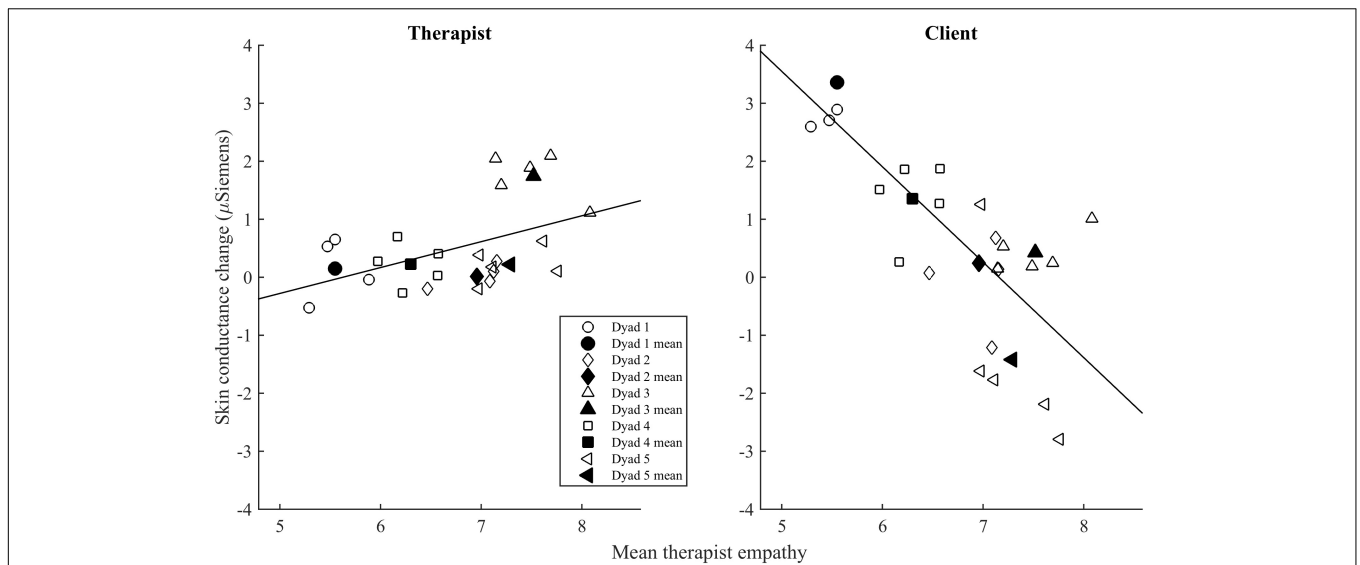 Therapist
Client
Skin conductance change (μSiemens)
4
3
2
1
0
-1
-2
-3
-4
5
6
7
8
Dyad 1
Dyad 1 mean
Dyad 2
Dyad 2 mean
Dyad 3
Dyad 3 mean
Dyad 4
Dyad 4 mean
Dyad 5
Dyad 5 mean
4
3
2
1
0
-1
-2
-3
-4
5
6
7
8
Mean therapist empathy